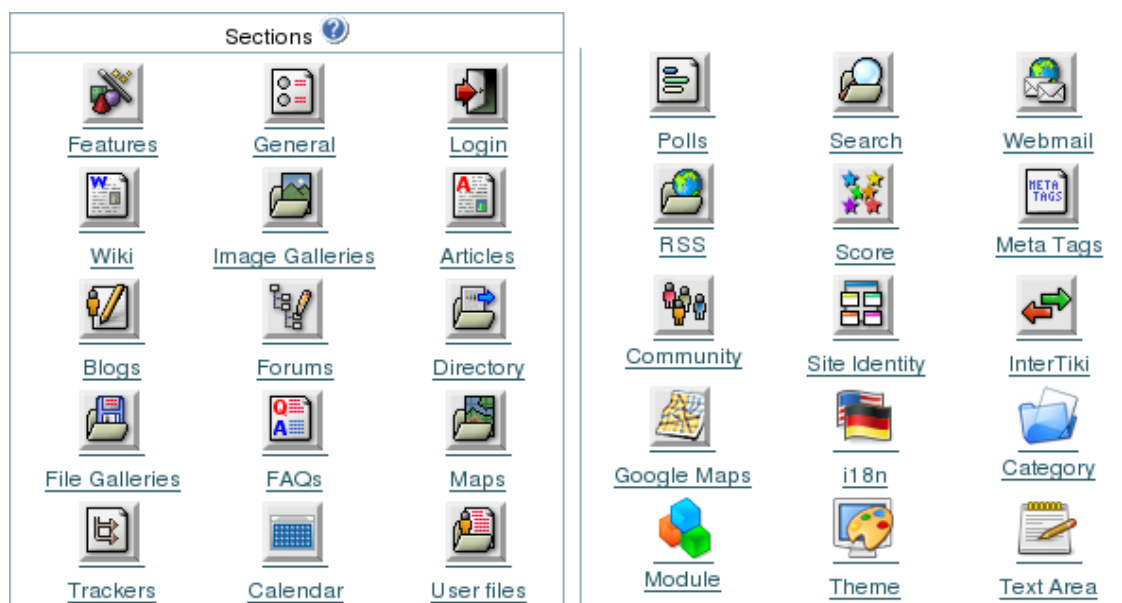 Sections
Features General Login
Wiki Image Galleries Articles
Blogs Forums Directory
File Galleries FAQs Maps
Trackers Calendar User files
Polls Search Webmail
META TAGS
RSS Score Meta Tags
Community Site Identity InterTiki
Google Maps i18n Category
Module Theme Text Area